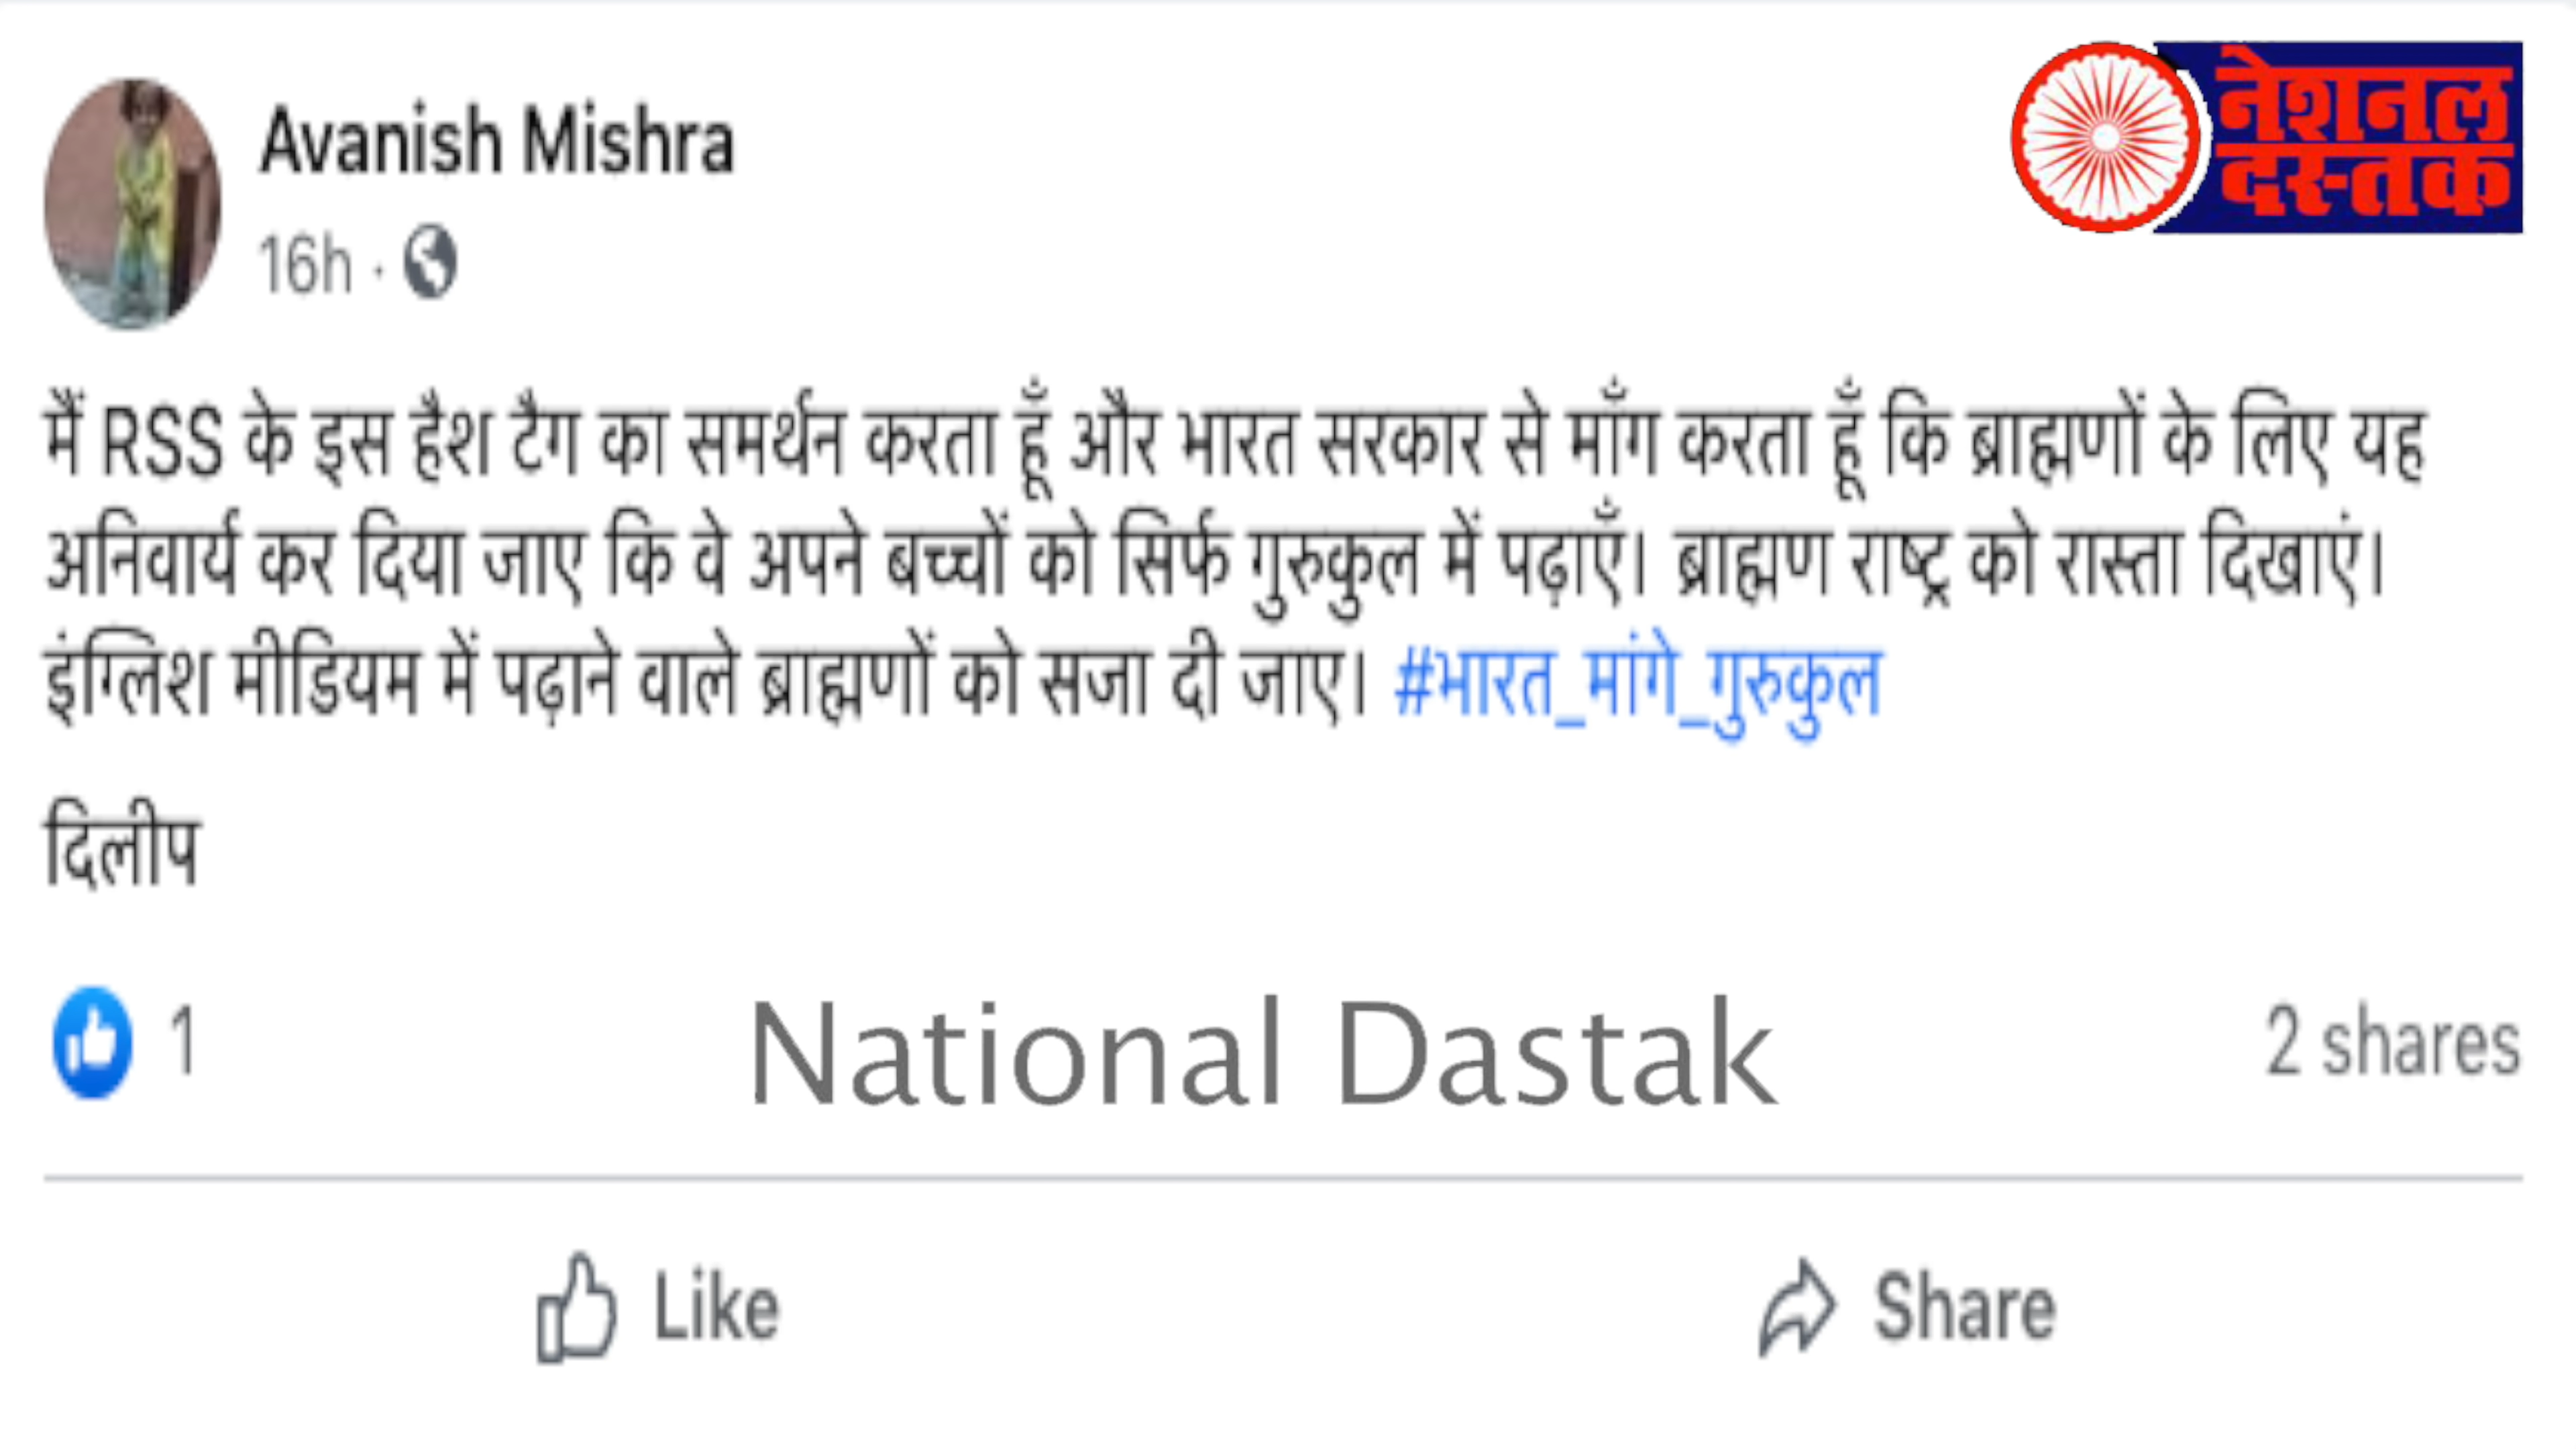 Avanish Mishra
नेशनल
दस्तक
16h ·
मैं RSS के इस हैश टैग का समर्थन करता हूँ और भारत सरकार से माँग करता हूँ कि ब्राह्मणों के लिए यह
अनिवार्य कर दिया जाए कि वे अपने बच्चों को सिर्फ गुरुकुल में पढ़ाएँ। ब्राह्मण राष्ट्र को रास्ता दिखाएं।
इंग्लिश मीडियम में पढ़ाने वाले ब्राह्मणों को सजा दी जाए। #भारत_मांगे_गुरुकुल
दिलीप
1
National Dastak
2 shares
Like
Share